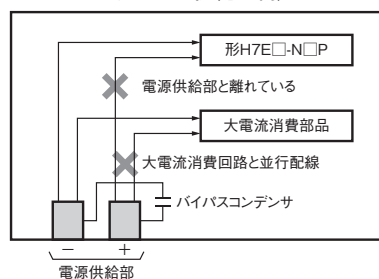 形H7E□-N□P
電源供給部と離れている
大電流消費部品
大電流消費回路と並行配線
バイパスコンデンサ
− +
電源供給部